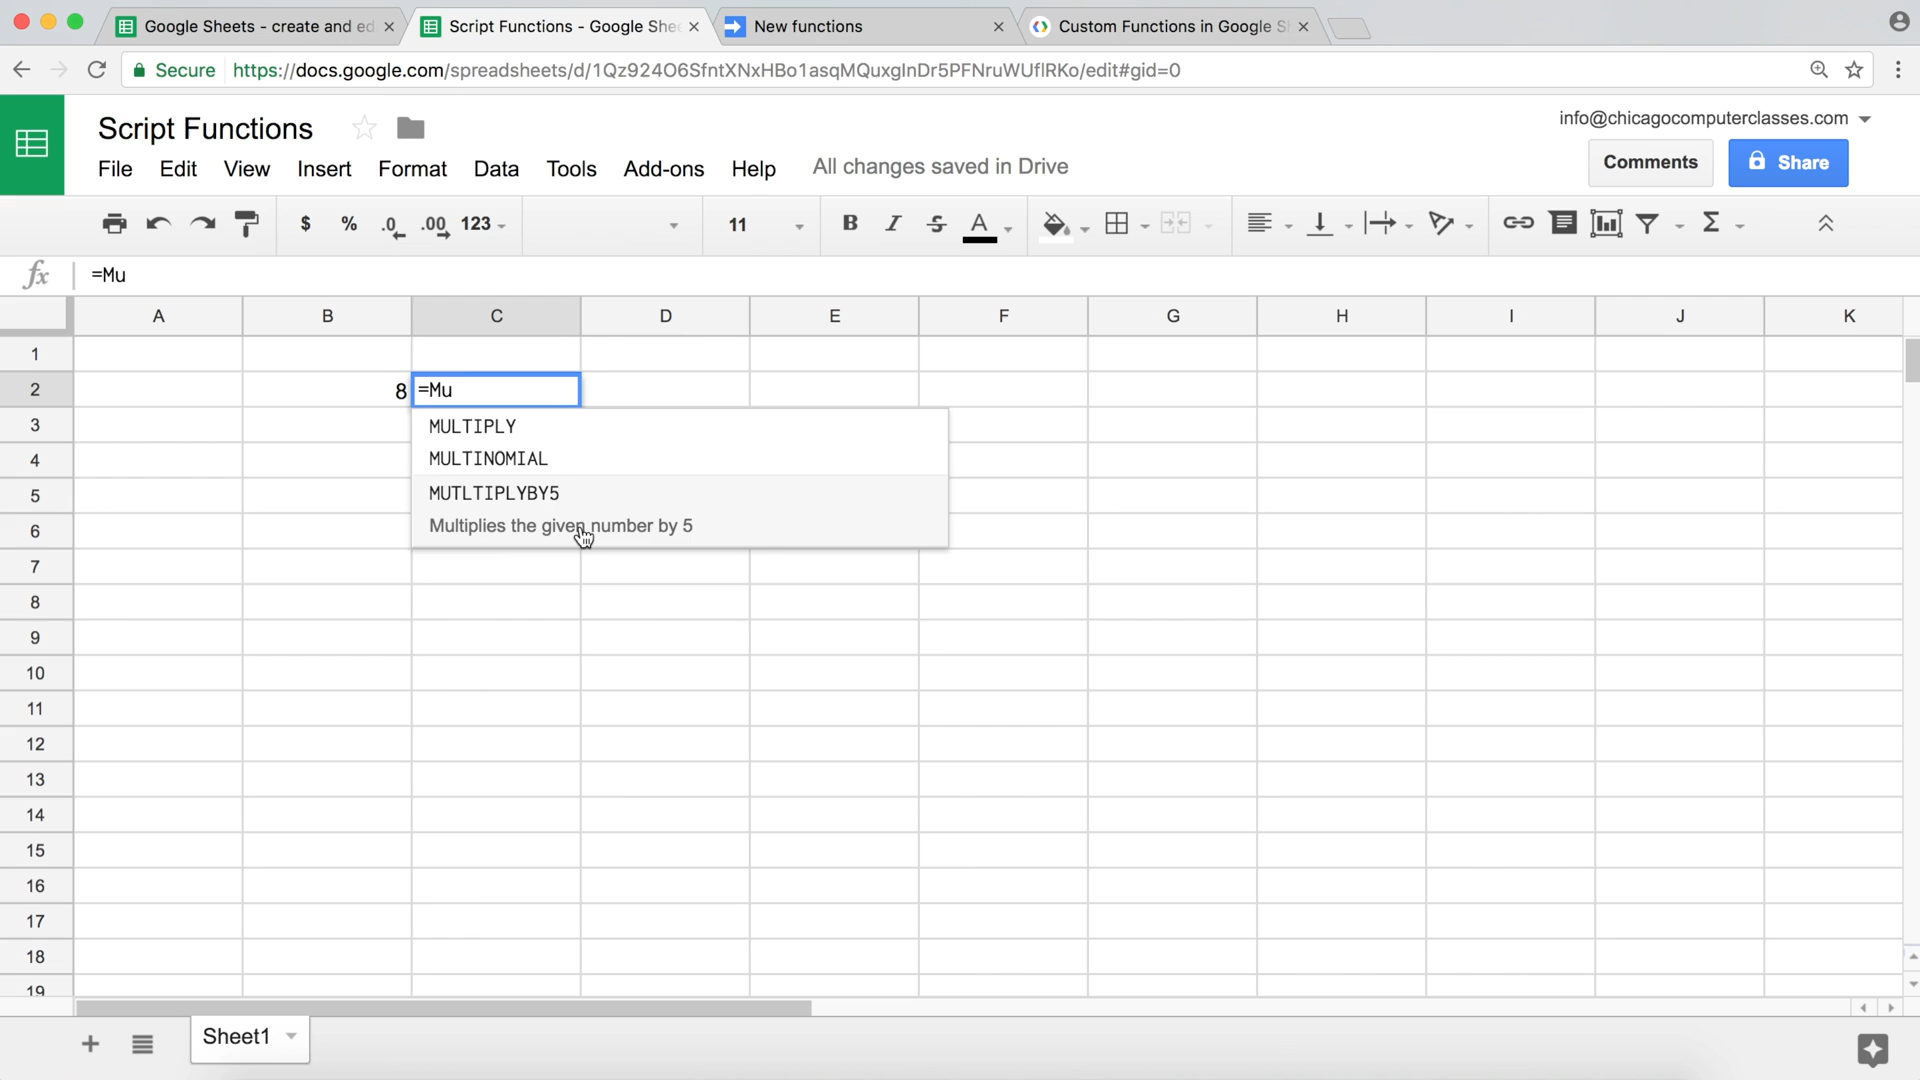 Google Sheets - create and ed
Script Functions - Google Shee
New functions
Custom Functions in Google Sh
Secure
https://docs.google.com/spreadsheets/d/1Qz924O6SfntXNxHBo1asqMQuxgInDr5PFNruWUflRKo/edit#gid=0
Script Functions
info@chicagocomputerclasses.com
File Edit View Insert Format Data Tools Add-ons Help All changes saved in Drive
Comments
Share
$ % .0 .00 123 11 B I S A Σ
fx =Mu
A B C D E F G H I J K
1
2 8 =Mu
3 MULTIPLY
4 MULTINOMIAL
5 MUTLTIPLYBY5
6 Multiplies the given number by 5
7
8
9
10
11
12
13
14
15
16
17
18
19
+ Sheet1